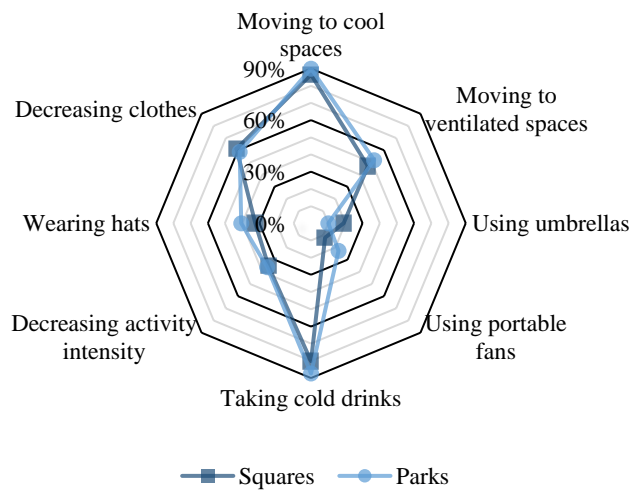 Moving to cool
spaces
90%
Decreasing clothes
Moving to
ventilated spaces
60%
30%
Wearing hats
0%
Using umbrellas
Decreasing activity
intensity
Using portable
fans
Taking cold drinks
Squares
Parks